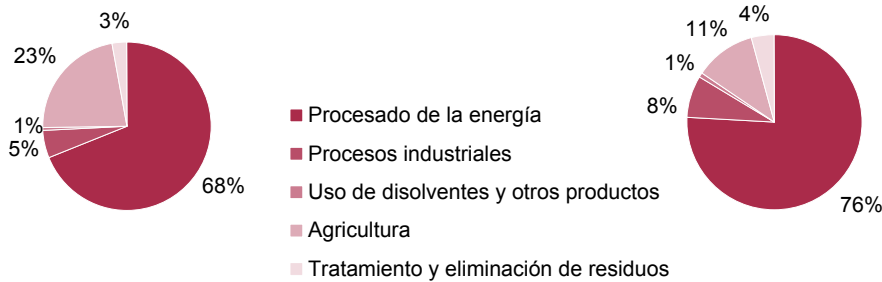 3%
23%
1%
5%
68%
Procesado de la energía
Procesos industriales
Uso de disolventes y otros productos
Agricultura
Tratamiento y eliminación de residuos
4%
11%
1%
8%
76%